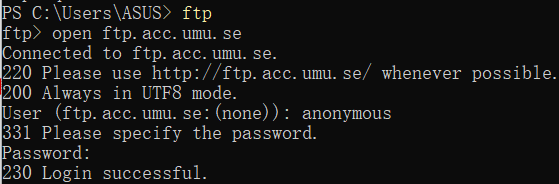 PS C:\Users\ASUS> ftp
ftp> open ftp.acc.umu.se
Connected to ftp.acc.umu.se.
220 Please use http://ftp.acc.umu.se/ whenever possible.
200 Always in UTF8 mode.
User (ftp.acc.umu.se:(none)): anonymous
331 Please specify the password.
Password:
230 Login successful.